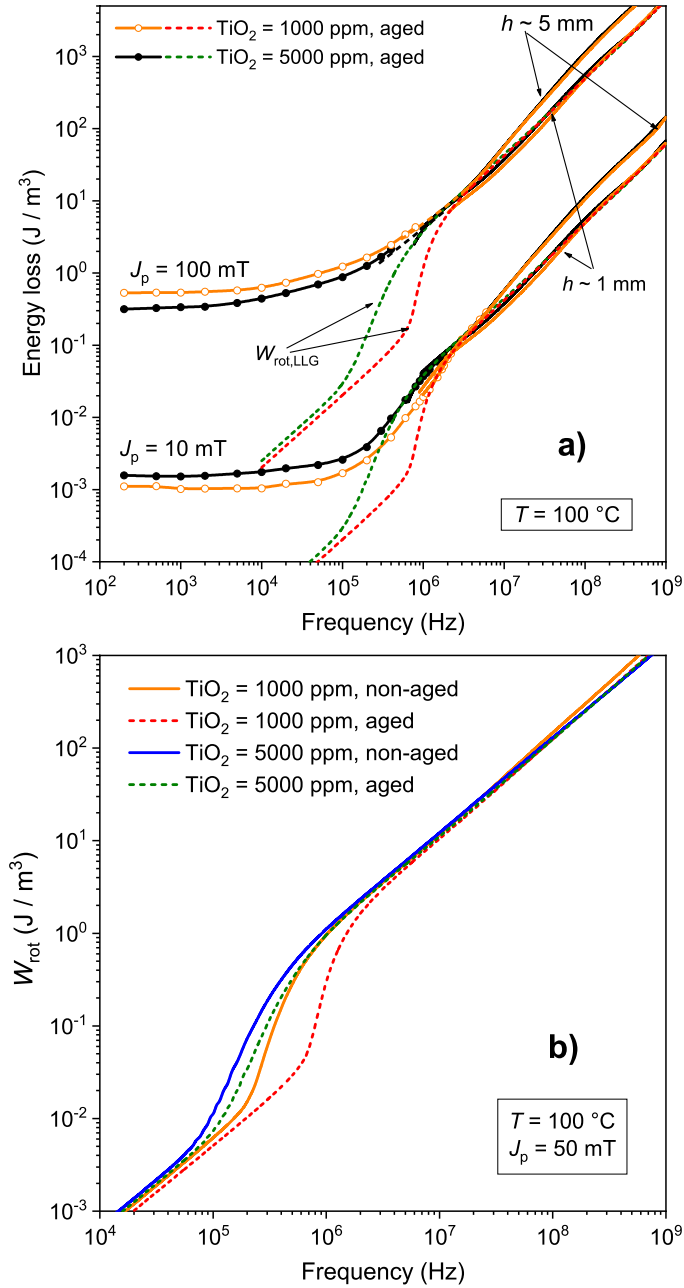 TiO₂ = 1000 ppm, aged
TiO₂ = 5000 ppm, aged
h ~ 5 mm
Jₚ = 100 mT
h ~ 1 mm
W_rot,LLG
Jₚ = 10 mT
a)
T = 100 °C
10³
10²
10¹
10⁰
10⁻¹
10⁻²
10⁻³
10⁻⁴
Energy loss (J / m³)
10² 10³ 10⁴ 10⁵ 10⁶ 10⁷ 10⁸ 10⁹
Frequency (Hz)
TiO₂ = 1000 ppm, non-aged
TiO₂ = 1000 ppm, aged
TiO₂ = 5000 ppm, non-aged
TiO₂ = 5000 ppm, aged
b)
T = 100 °C
Jₚ = 50 mT
10³
10²
10¹
10⁰
10⁻¹
10⁻²
10⁻³
W_rot (J / m³)
10⁴ 10⁵ 10⁶ 10⁷ 10⁸ 10⁹
Frequency (Hz)